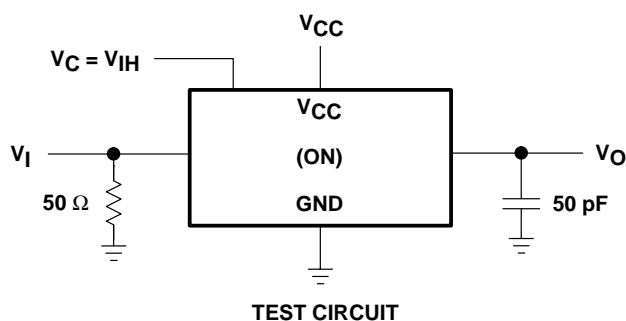 VCC
VC = VIH
VCC
VI
(ON)
VO
50 Ω
GND
50 pF
TEST CIRCUIT